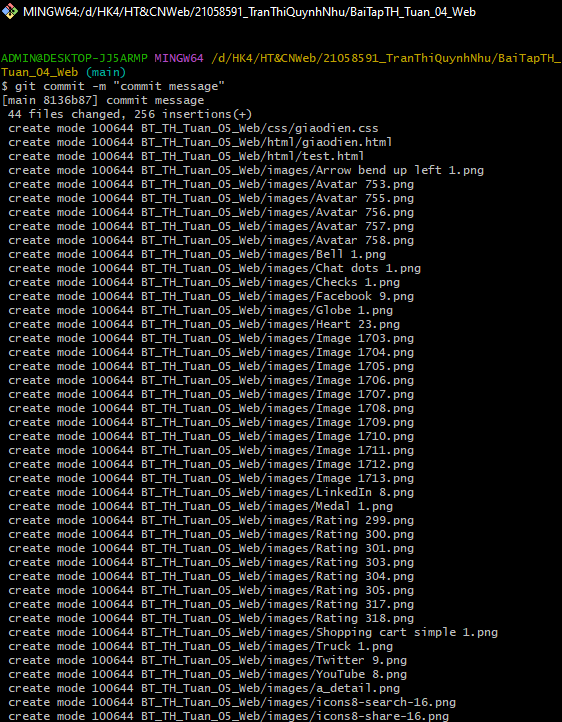 MINGW64:/d/HK4/HT&CNWeb/21058591_TranThiQuynhNhu/BaiTapTH_Tuan_04_Web
ADMIN@DESKTOP-JJ5ARMP MINGW64 /d/HK4/HT&CNWeb/21058591_TranThiQuynhNhu/BaiTapTH_
Tuan_04_Web (main)
$ git commit -m "commit message"
[main 8136b87] commit message
 44 files changed, 256 insertions(+)
 create mode 100644 BT_TH_Tuan_05_Web/css/giaodien.css
 create mode 100644 BT_TH_Tuan_05_Web/html/giaodien.html
 create mode 100644 BT_TH_Tuan_05_Web/html/test.html
 create mode 100644 BT_TH_Tuan_05_Web/images/Arrow bend up left 1.png
 create mode 100644 BT_TH_Tuan_05_Web/images/Avatar 753.png
 create mode 100644 BT_TH_Tuan_05_Web/images/Avatar 755.png
 create mode 100644 BT_TH_Tuan_05_Web/images/Avatar 756.png
 create mode 100644 BT_TH_Tuan_05_Web/images/Avatar 757.png
 create mode 100644 BT_TH_Tuan_05_Web/images/Avatar 758.png
 create mode 100644 BT_TH_Tuan_05_Web/images/Bell 1.png
 create mode 100644 BT_TH_Tuan_05_Web/images/Chat dots 1.png
 create mode 100644 BT_TH_Tuan_05_Web/images/Checks 1.png
 create mode 100644 BT_TH_Tuan_05_Web/images/Facebook 9.png
 create mode 100644 BT_TH_Tuan_05_Web/images/Globe 1.png
 create mode 100644 BT_TH_Tuan_05_Web/images/Heart 23.png
 create mode 100644 BT_TH_Tuan_05_Web/images/Image 1703.png
 create mode 100644 BT_TH_Tuan_05_Web/images/Image 1704.png
 create mode 100644 BT_TH_Tuan_05_Web/images/Image 1705.png
 create mode 100644 BT_TH_Tuan_05_Web/images/Image 1706.png
 create mode 100644 BT_TH_Tuan_05_Web/images/Image 1707.png
 create mode 100644 BT_TH_Tuan_05_Web/images/Image 1708.png
 create mode 100644 BT_TH_Tuan_05_Web/images/Image 1709.png
 create mode 100644 BT_TH_Tuan_05_Web/images/Image 1710.png
 create mode 100644 BT_TH_Tuan_05_Web/images/Image 1711.png
 create mode 100644 BT_TH_Tuan_05_Web/images/Image 1712.png
 create mode 100644 BT_TH_Tuan_05_Web/images/Image 1713.png
 create mode 100644 BT_TH_Tuan_05_Web/images/LinkedIn 8.png
 create mode 100644 BT_TH_Tuan_05_Web/images/Medal 1.png
 create mode 100644 BT_TH_Tuan_05_Web/images/Rating 299.png
 create mode 100644 BT_TH_Tuan_05_Web/images/Rating 300.png
 create mode 100644 BT_TH_Tuan_05_Web/images/Rating 301.png
 create mode 100644 BT_TH_Tuan_05_Web/images/Rating 303.png
 create mode 100644 BT_TH_Tuan_05_Web/images/Rating 304.png
 create mode 100644 BT_TH_Tuan_05_Web/images/Rating 305.png
 create mode 100644 BT_TH_Tuan_05_Web/images/Rating 317.png
 create mode 100644 BT_TH_Tuan_05_Web/images/Rating 318.png
 create mode 100644 BT_TH_Tuan_05_Web/images/Shopping cart simple 1.png
 create mode 100644 BT_TH_Tuan_05_Web/images/Truck 1.png
 create mode 100644 BT_TH_Tuan_05_Web/images/Twitter 9.png
 create mode 100644 BT_TH_Tuan_05_Web/images/YouTube 8.png
 create mode 100644 BT_TH_Tuan_05_Web/images/a_detail.png
 create mode 100644 BT_TH_Tuan_05_Web/images/icons8-search-16.png
 create mode 100644 BT_TH_Tuan_05_Web/images/icons8-share-16.png